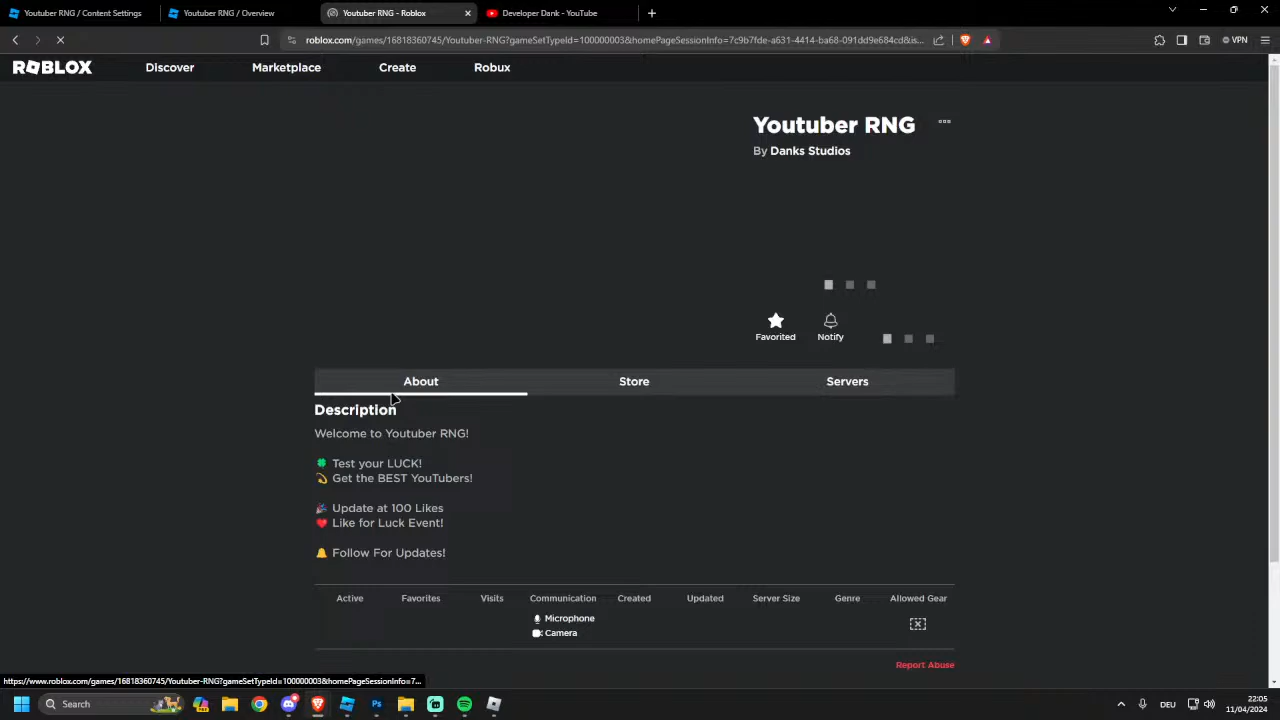 Youtuber RNG / Content Settings
Youtuber RNG / Overview
Youtuber RNG - Roblox
Developer Dank - YouTube
roblox.com/games/16818360745/Youtuber-RNG?gameSetTypeId=100000003&homePageSessionInfo=7c9b7fde-a631-4414-ba68-091dd9e684cd&is...
VPN
ROBLOX
Discover
Marketplace
Create
Robux
Youtuber RNG
By Danks Studios
Favorited
Notify
About
Store
Servers
Description
Welcome to Youtuber RNG!
🍀 Test your LUCK!
💫 Get the BEST YouTubers!
🎉 Update at 100 Likes
❤️ Like for Luck Event!
🔔 Follow For Updates!
Active
Favorites
Visits
Communication
Created
Updated
Server Size
Genre
Allowed Gear
Microphone
Camera
Report Abuse
https://www.roblox.com/games/16818360745/Youtuber-RNG?gameSetTypeId=100000003&homePageSessionInfo=7...
Search
DEU
22:05
11/04/2024